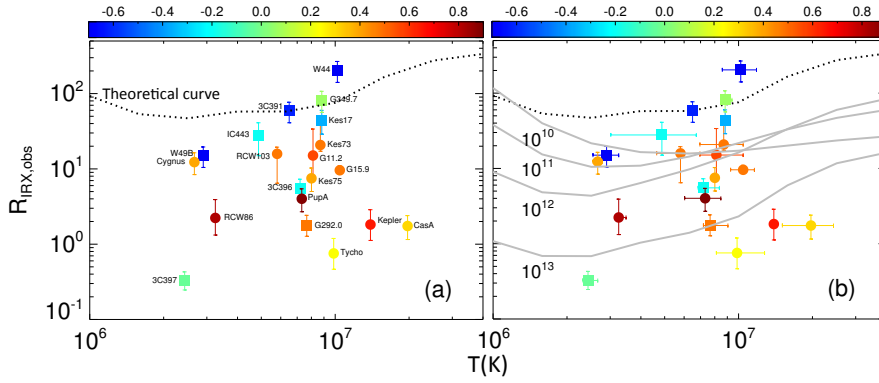 -0.6 -0.4 -0.2 0.0 0.2 0.4 0.6 0.8
-0.6 -0.4 -0.2 0.0 0.2 0.4 0.6 0.8
R_IRX,obs
10^2
10^1
10^0
10^-1
Theoretical curve
W44
3C391
G349.7
Kes17
IC443
W49B
Cygnus
RCW103
Kes73
G11.2
G15.9
3C396
Kes75
PupA
RCW86
G292.0
Kepler
CasA
Tycho
3C397
(a)
10^10
10^11
10^12
10^13
(b)
10^6
10^7
10^6
10^7
T(K)